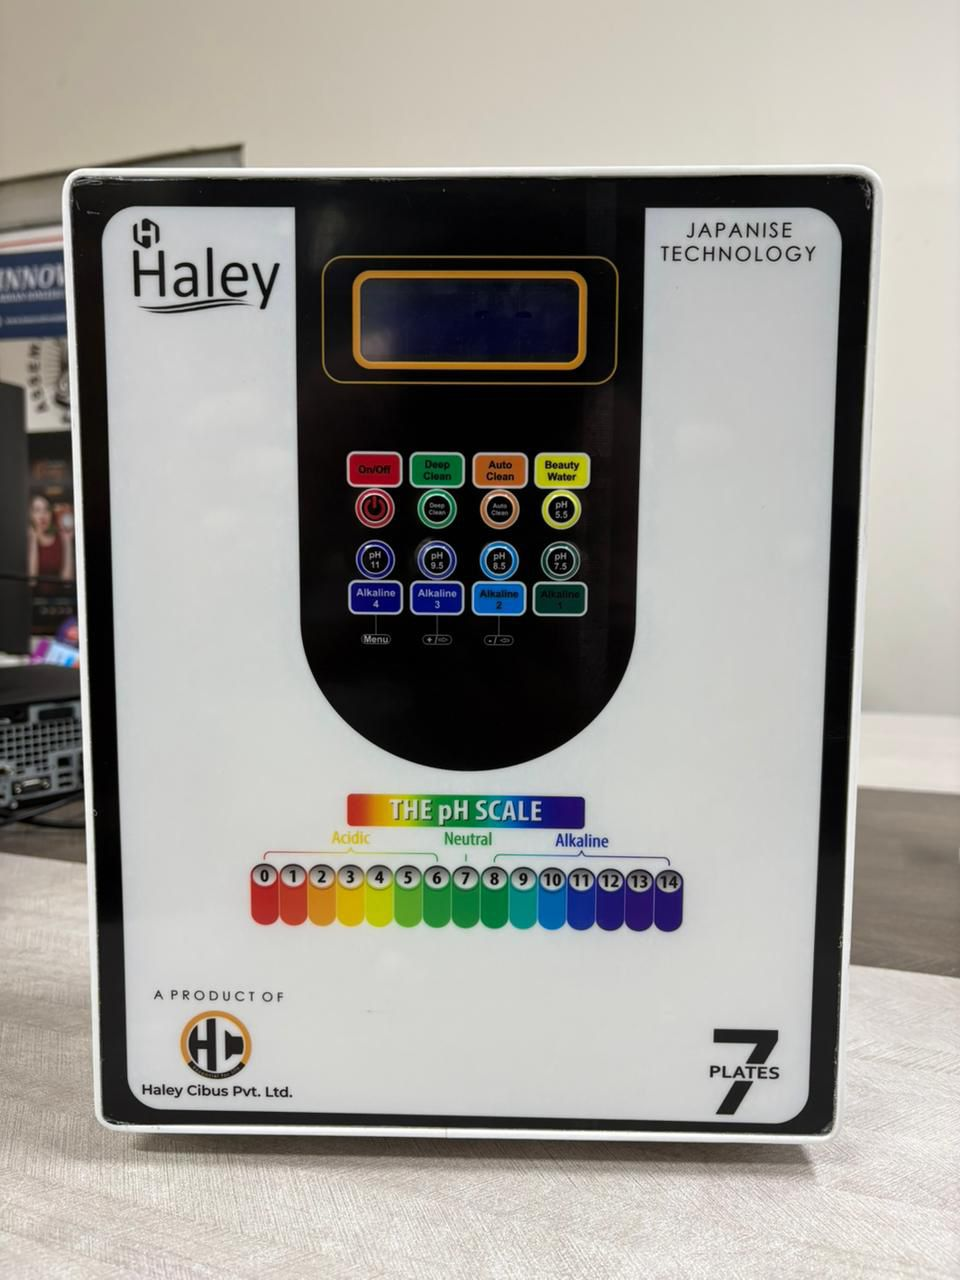 Haley
JAPANISE
TECHNOLOGY
INNOV
On/Off
Deep
Clean
Auto
Clean
Beauty
Water
Deep
Clean
Auto
Clean
pH
5.5
pH
11
pH
9.5
pH
8.5
pH
7.5
Alkaline
4
Alkaline
3
Alkaline
2
Alkaline
1
Menu
+ /⇨
- / ⇦
THE pH SCALE
Acidic Neutral Alkaline
0 1 2 3 4 5 6 7 8 9 10 11 12 13 14
A PRODUCT OF
HC
Haley Cibus Pvt. Ltd.
7
PLATES